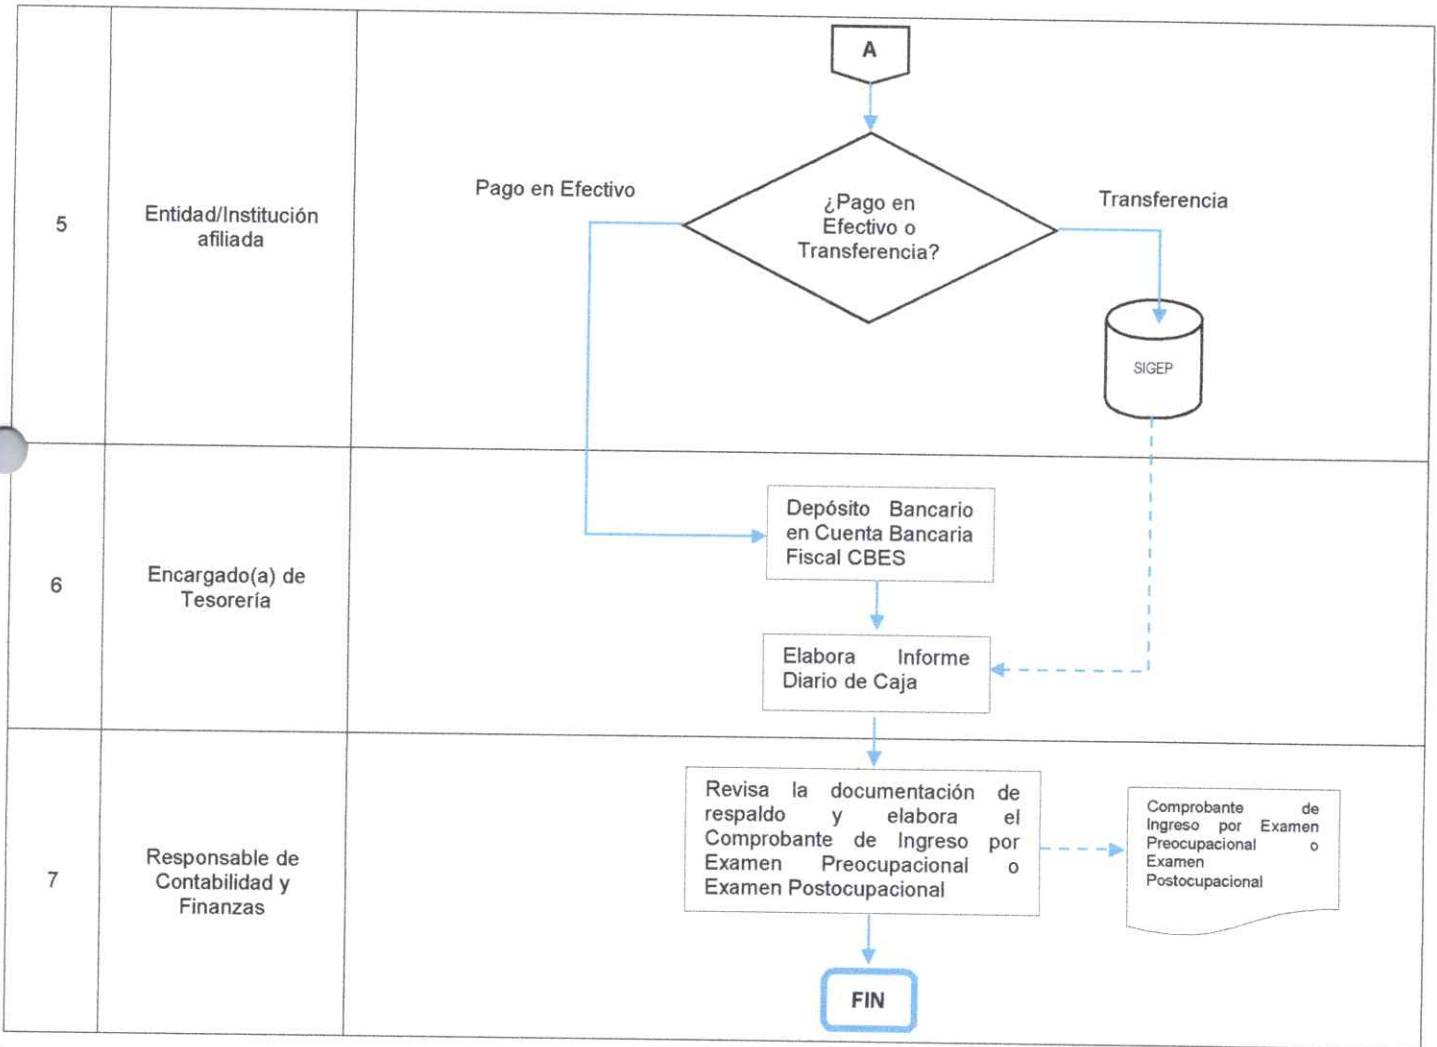 A
Pago en Efectivo
¿Pago en
Efectivo o
Transferencia?
Transferencia
5
Entidad/Institución
afiliada
SIGEP
Depósito Bancario
en Cuenta Bancaria
Fiscal CBES
6
Encargado(a) de
Tesorería
Elabora Informe
Diario de Caja
7
Responsable de
Contabilidad y
Finanzas
Revisa la documentación de
respaldo y elabora el
Comprobante de Ingreso por
Examen Preocupacional o
Examen Postocupacional
Comprobante de
Ingreso por Examen
Preocupacional o
Examen
Postocupacional
FIN